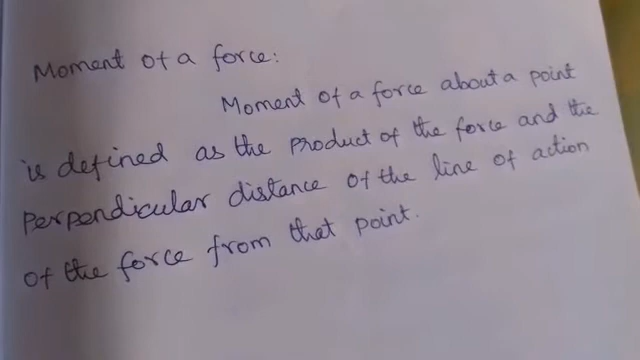 Moment of a force:
Moment of a force about a point
is defined as the product of the force and the
perpendicular distance of the line of action
of the force from that point.